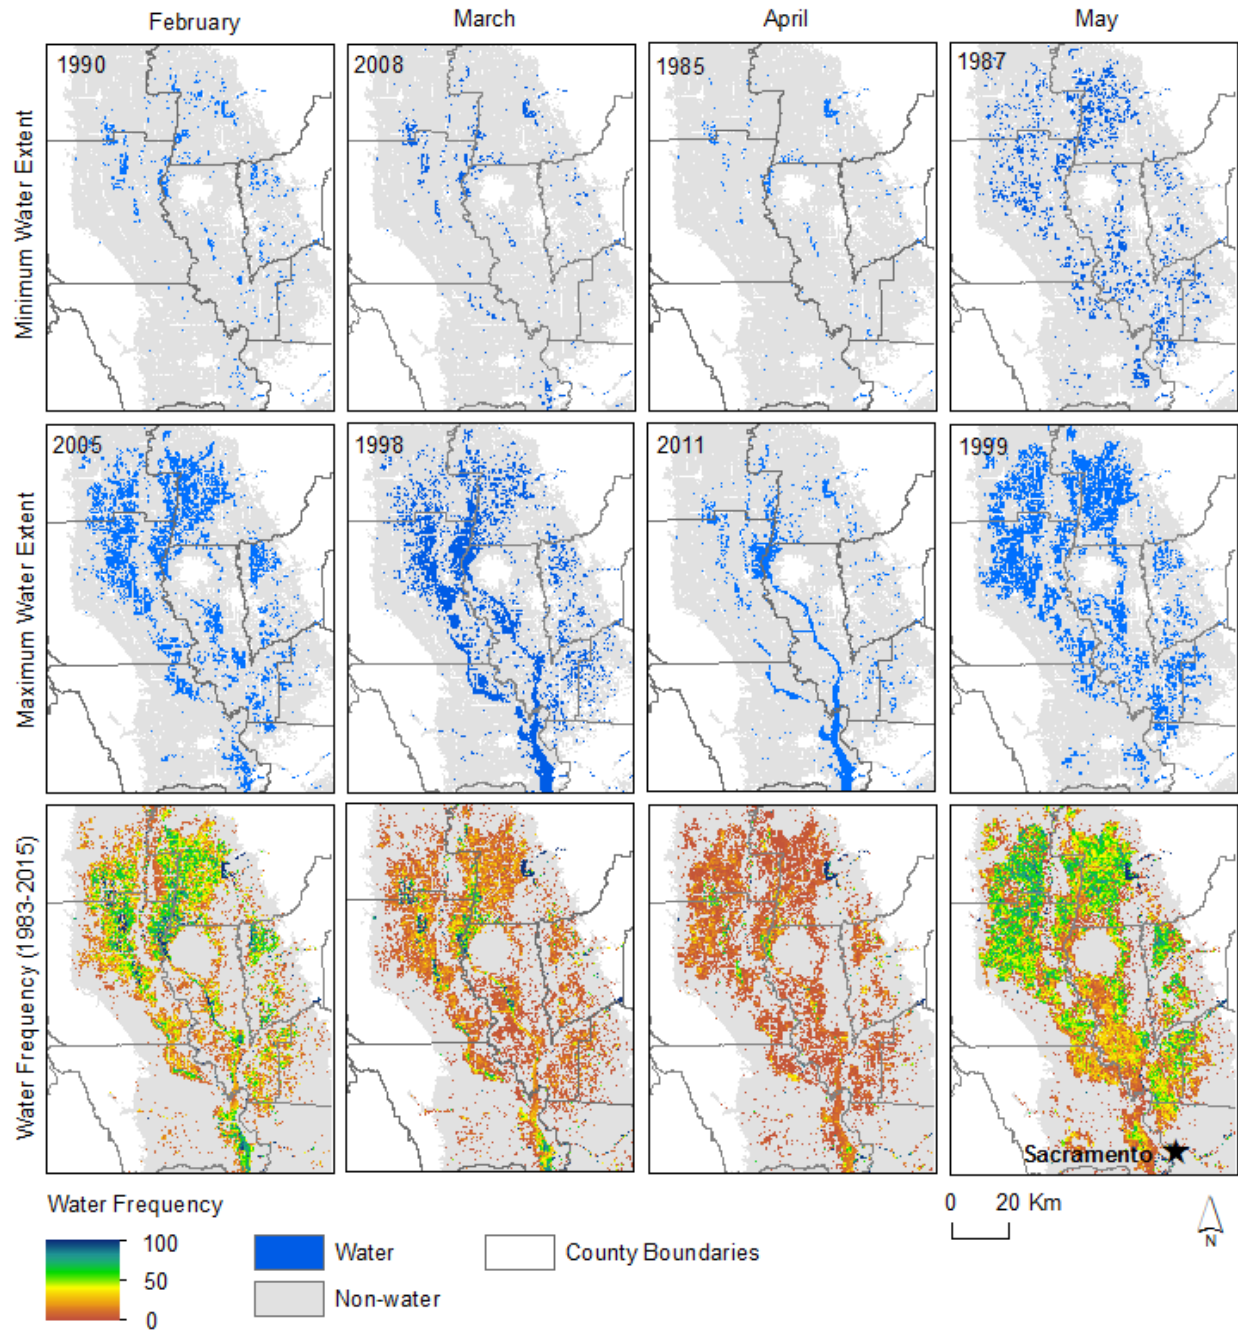 February March April May
Minimum Water Extent
1990 2008 1985 1987
Maximum Water Extent
2005 1998 2011 1999
Water Frequency (1983-2015)
Sacramento
Water Frequency
100
50
0
Water
Non-water
County Boundaries
0 20 Km
N